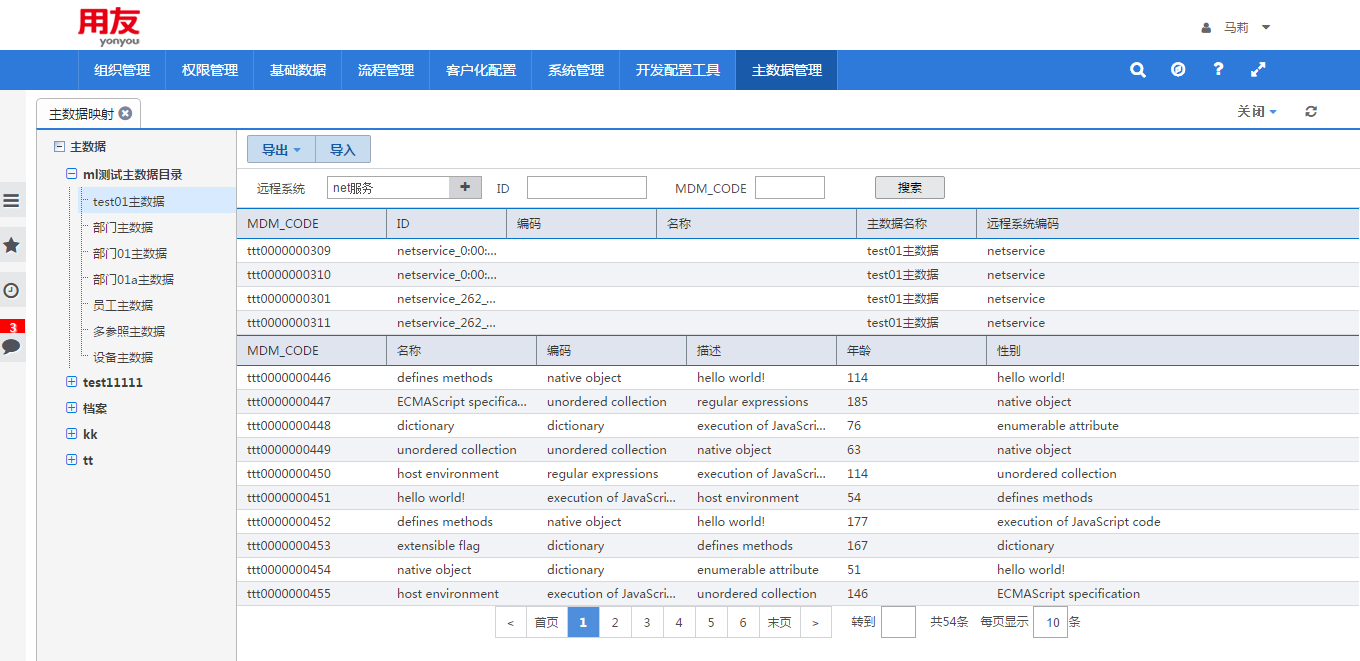 用友
yonyou
马莉
组织管理 权限管理 基础数据 流程管理 客户化配置 系统管理 开发配置工具 主数据管理
主数据映射 关闭
主数据
ml测试主数据目录
test01主数据
部门主数据
部门01主数据
部门01a主数据
员工主数据
多参照主数据
设备主数据
test11111
档案
kk
tt
3
导出 导入
远程系统 net服务 ID MDM_CODE 搜索
MDM_CODE ID 编码 名称 主数据名称 远程系统编码
ttt0000000309 netservice_0:00:... test01主数据 netservice
ttt0000000310 netservice_0:00:... test01主数据 netservice
ttt0000000301 netservice_262_... test01主数据 netservice
ttt0000000311 netservice_262_... test01主数据 netservice
MDM_CODE 名称 编码 描述 年龄 性别
ttt0000000446 defines methods native object hello world! 114 hello world!
ttt0000000447 ECMAScript specifica... unordered collection regular expressions 185 native object
ttt0000000448 dictionary dictionary execution of JavaScri... 76 enumerable attribute
ttt0000000449 unordered collection unordered collection native object 63 native object
ttt0000000450 host environment regular expressions execution of JavaScri... 114 unordered collection
ttt0000000451 hello world! execution of JavaScri... host environment 54 defines methods
ttt0000000452 defines methods native object hello world! 177 execution of JavaScript code
ttt0000000453 extensible flag dictionary defines methods 167 dictionary
ttt0000000454 native object dictionary enumerable attribute 51 hello world!
ttt0000000455 host environment execution of JavaScri... unordered collection 146 ECMAScript specification
< 首页 1 2 3 4 5 6 末页 > 转到 共54条 每页显示 10 条